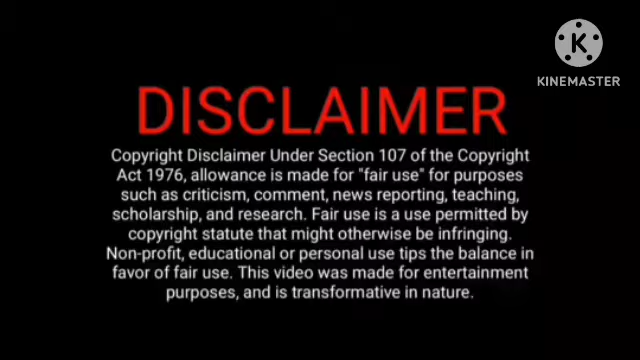 K
KINEMASTER
DISCLAIMER
Copyright Disclaimer Under Section 107 of the Copyright
Act 1976, allowance is made for "fair use" for purposes
such as criticism, comment, news reporting, teaching,
scholarship, and research. Fair use is a use permitted by
copyright statute that might otherwise be infringing.
Non-profit, educational or personal use tips the balance in
favor of fair use. This video was made for entertainment
purposes, and is transformative in nature.